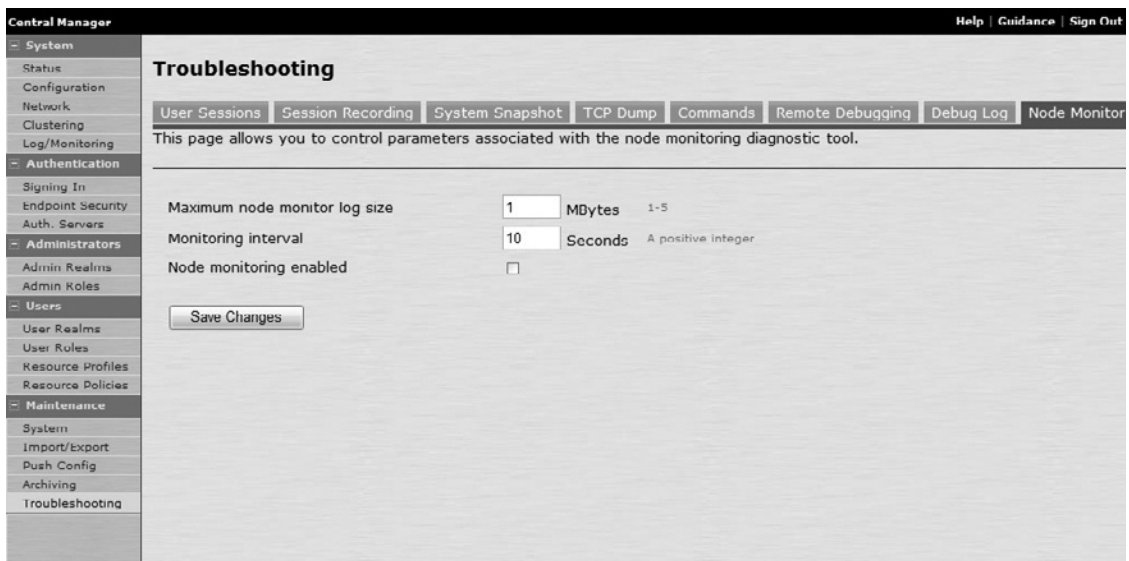 Central Manager
Help | Guidance | Sign Out
System
Status
Configuration
Network
Clustering
Log/Monitoring
Authentication
Signing In
Endpoint Security
Auth. Servers
Administrators
Admin Realms
Admin Roles
Users
User Realms
User Roles
Resource Profiles
Resource Policies
Maintenance
System
Import/Export
Push Config
Archiving
Troubleshooting
Troubleshooting
User Sessions Session Recording System Snapshot TCP Dump Commands Remote Debugging Debug Log Node Monitor
This page allows you to control parameters associated with the node monitoring diagnostic tool.
Maximum node monitor log size 1 MBytes 1-5
Monitoring interval 10 Seconds A positive integer
Node monitoring enabled
Save Changes